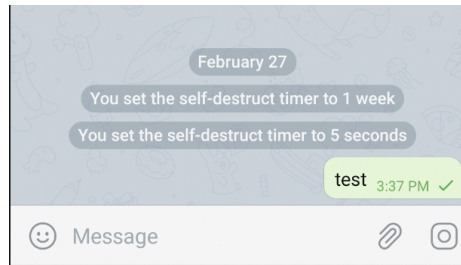 February 27
You set the self-destruct timer to 1 week
You set the self-destruct timer to 5 seconds
test 3:37 PM
Message